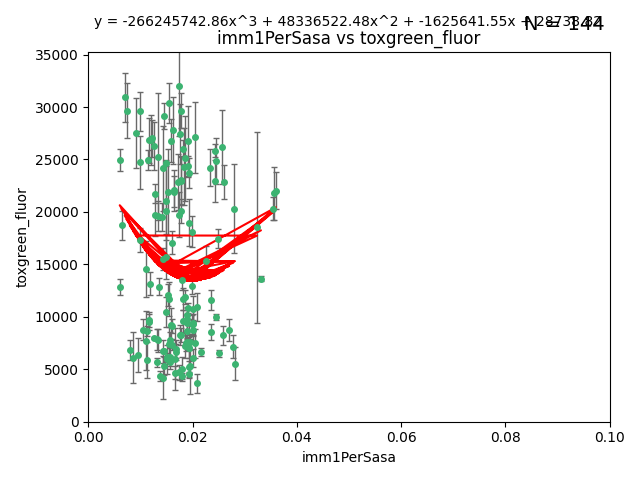 y = -266245742.86x^3 + 48336522.48x^2 + -1625641.55x +
N = 144
imm1PerSasa vs toxgreen_fluor
35000
30000
25000
20000
15000
10000
5000
0
toxgreen_fluor
0.00 0.02 0.04 0.06 0.08 0.10
imm1PerSasa